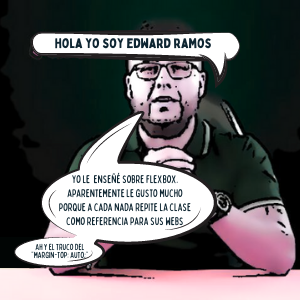 HOLA YO SOY EDWARD RAMOS
YO LE ENSEÑÉ SOBRE FLEXBOX.
APARENTEMENTE LE GUSTO MUCHO
PORQUE A CADA NADA REPITE LA CLASE
COMO REFERENCIA PARA SUS WEBS
AH Y EL TRUCO DEL
"MARGIN-TOP: AUTO;"